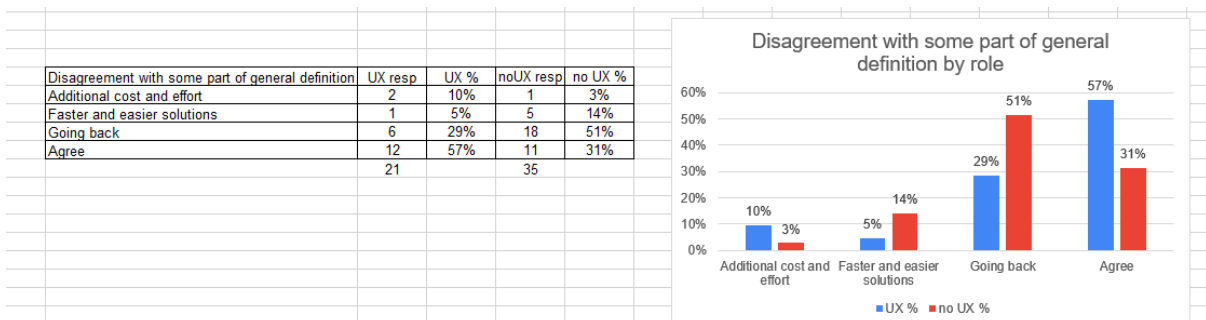 Disagreement with some part of general definition UX resp UX % noUX resp no UX %
Additional cost and effort 2 10% 1 3%
Faster and easier solutions 1 5% 5 14%
Going back 6 29% 18 51%
Agree 12 57% 11 31%
21 35
Disagreement with some part of general
definition by role
60%
50%
40%
30%
20%
10%
0%
10%
3%
5%
14%
29%
51%
57%
31%
Additional cost and
effort
Faster and easier
solutions
Going back
Agree
UX % no UX %